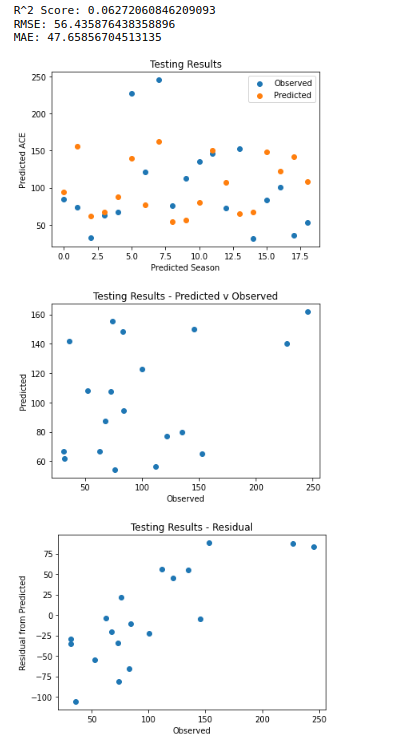 R^2 Score: 0.06272060846209093
RMSE: 56.435876438358896
MAE: 47.65856704513135
Testing Results
250
200
150
100
50
Predicted ACE
Observed
Predicted
0.0 2.5 5.0 7.5 10.0 12.5 15.0 17.5
Predicted Season
Testing Results - Predicted v Observed
160
140
120
100
80
60
Predicted
50 100 150 200 250
Observed
Testing Results - Residual
75
50
25
0
−25
−50
−75
−100
Residual from Predicted
50 100 150 200 250
Observed